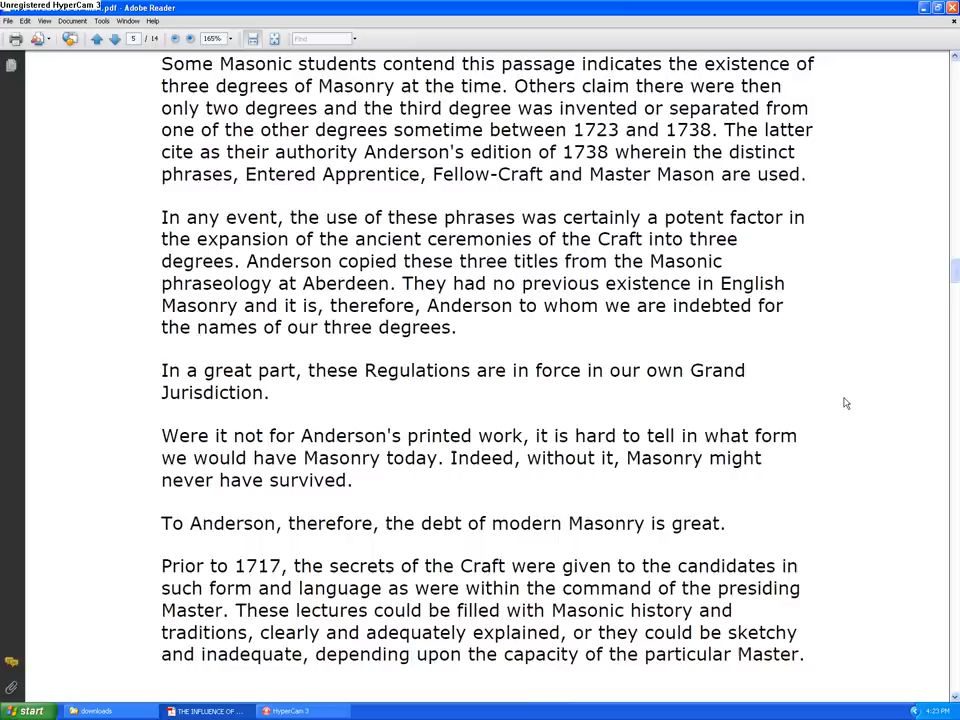 Unregistered HyperCam 3
.pdf - Adobe Reader
File Edit View Document Tools Window Help
5 / 14 165% Find
Some Masonic students contend this passage indicates the existence of
three degrees of Masonry at the time. Others claim there were then
only two degrees and the third degree was invented or separated from
one of the other degrees sometime between 1723 and 1738. The latter
cite as their authority Anderson's edition of 1738 wherein the distinct
phrases, Entered Apprentice, Fellow-Craft and Master Mason are used.
In any event, the use of these phrases was certainly a potent factor in
the expansion of the ancient ceremonies of the Craft into three
degrees. Anderson copied these three titles from the Masonic
phraseology at Aberdeen. They had no previous existence in English
Masonry and it is, therefore, Anderson to whom we are indebted for
the names of our three degrees.
In a great part, these Regulations are in force in our own Grand
Jurisdiction.
Were it not for Anderson's printed work, it is hard to tell in what form
we would have Masonry today. Indeed, without it, Masonry might
never have survived.
To Anderson, therefore, the debt of modern Masonry is great.
Prior to 1717, the secrets of the Craft were given to the candidates in
such form and language as were within the command of the presiding
Master. These lectures could be filled with Masonic history and
traditions, clearly and adequately explained, or they could be sketchy
and inadequate, depending upon the capacity of the particular Master.
start downloads THE INFLUENCE OF ... HyperCam 3 4:23 PM